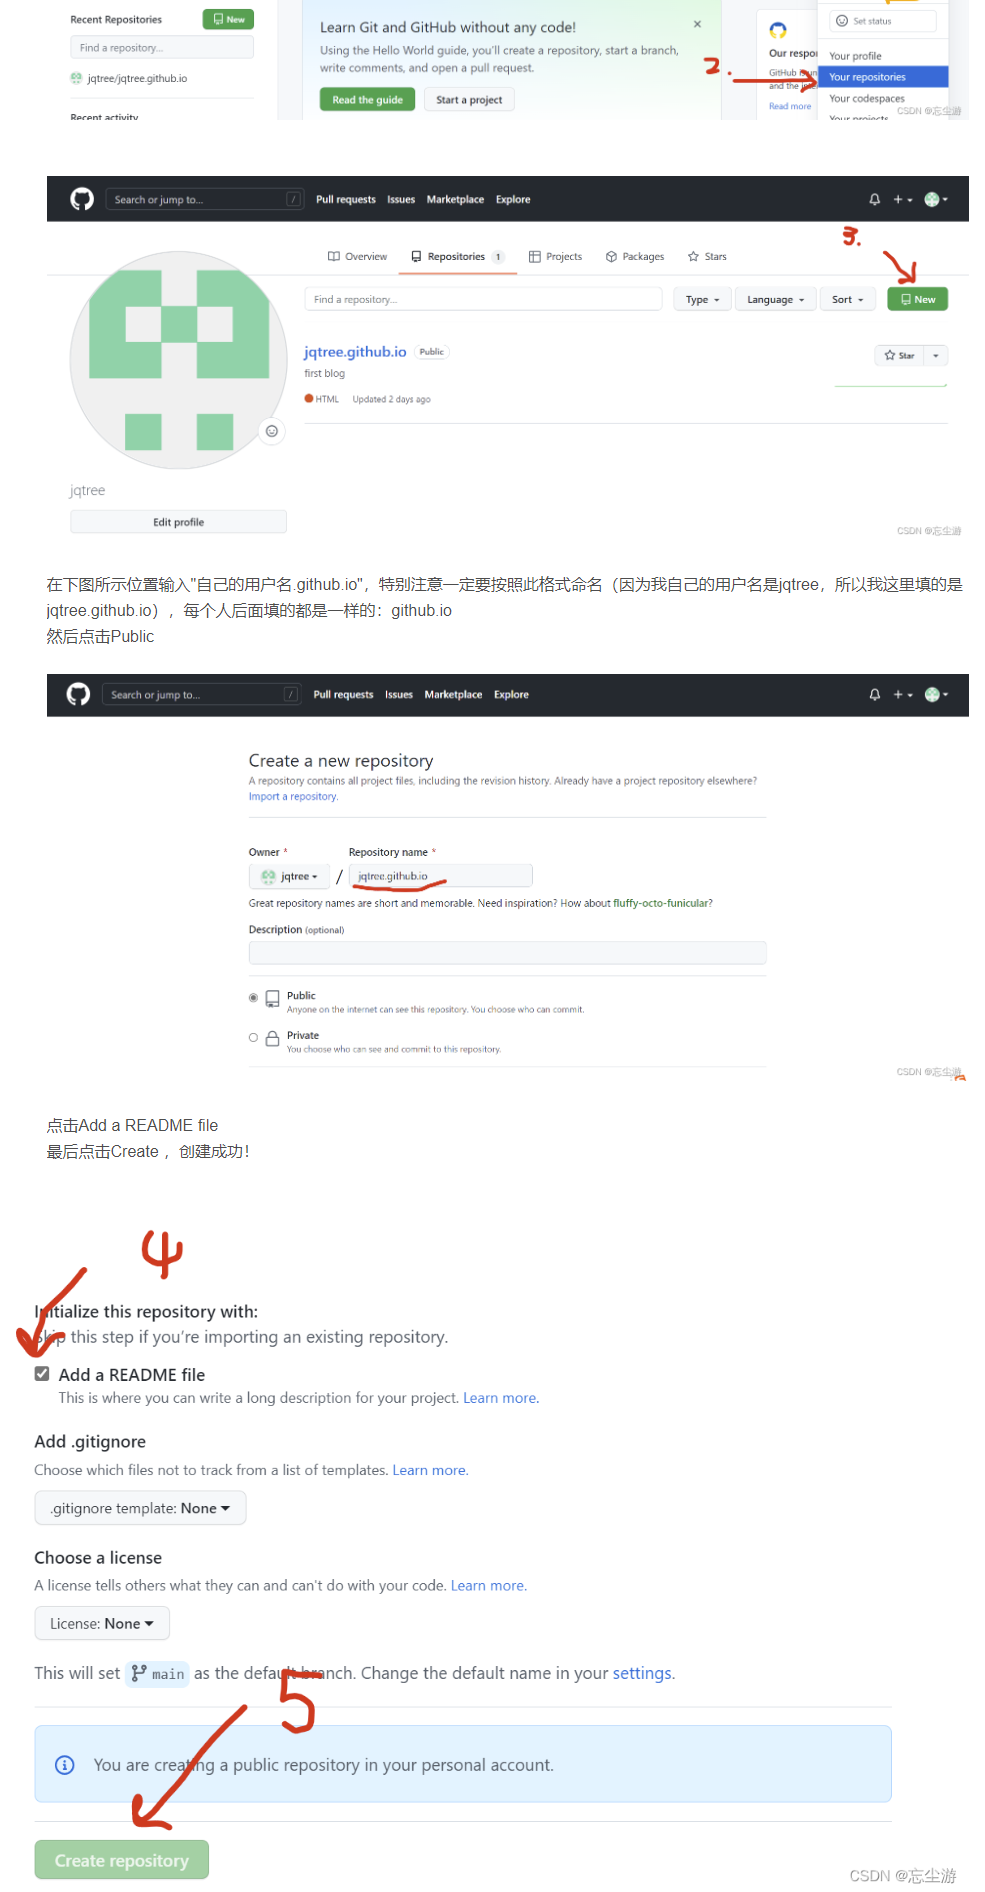 Recent Repositories
New
Find a repository...
jqtree/jqtree.github.io
Recent activity
Learn Git and GitHub without any code!
Using the Hello World guide, you'll create a repository, start a branch,
write comments, and open a pull request.
Read the guide
Start a project
Our respon
GitHub is un
and the inte
Read more
2.
Set status
Your profile
Your repositories
Your codespaces
Your projects
CSDN @忘尘游
Search or jump to...
/
Pull requests Issues Marketplace Explore
3.
Overview
Repositories 1
Projects
Packages
Stars
Find a repository...
Type
Language
Sort
New
jqtree.github.io Public
Star
first blog
HTML Updated 2 days ago
jqtree
Edit profile
CSDN @忘尘游
在下图所示位置输入"自己的用户名.github.io"，特别注意一定要按照此格式命名（因为我自己的用户名是jqtree，所以我这里填的是
jqtree.github.io），每个人后面填的都是一样的：github.io
然后点击Public
Search or jump to...
/
Pull requests Issues Marketplace Explore
Create a new repository
A repository contains all project files, including the revision history. Already have a project repository elsewhere?
Import a repository.
Owner * Repository name *
jqtree / jqtree.github.io
Great repository names are short and memorable. Need inspiration? How about fluffy-octo-funicular?
Description (optional)
Public
Anyone on the internet can see this repository. You choose who can commit.
Private
You choose who can see and commit to this repository.
CSDN @忘尘游
点击Add a README file
最后点击Create ，创建成功！
4
Initialize this repository with:
Skip this step if you're importing an existing repository.
Add a README file
This is where you can write a long description for your project. Learn more.
Add .gitignore
Choose which files not to track from a list of templates. Learn more.
.gitignore template: None
Choose a license
A license tells others what they can and can't do with your code. Learn more.
License: None
This will set main as the default branch. Change the default name in your settings.
5
You are creating a public repository in your personal account.
Create repository
CSDN @忘尘游